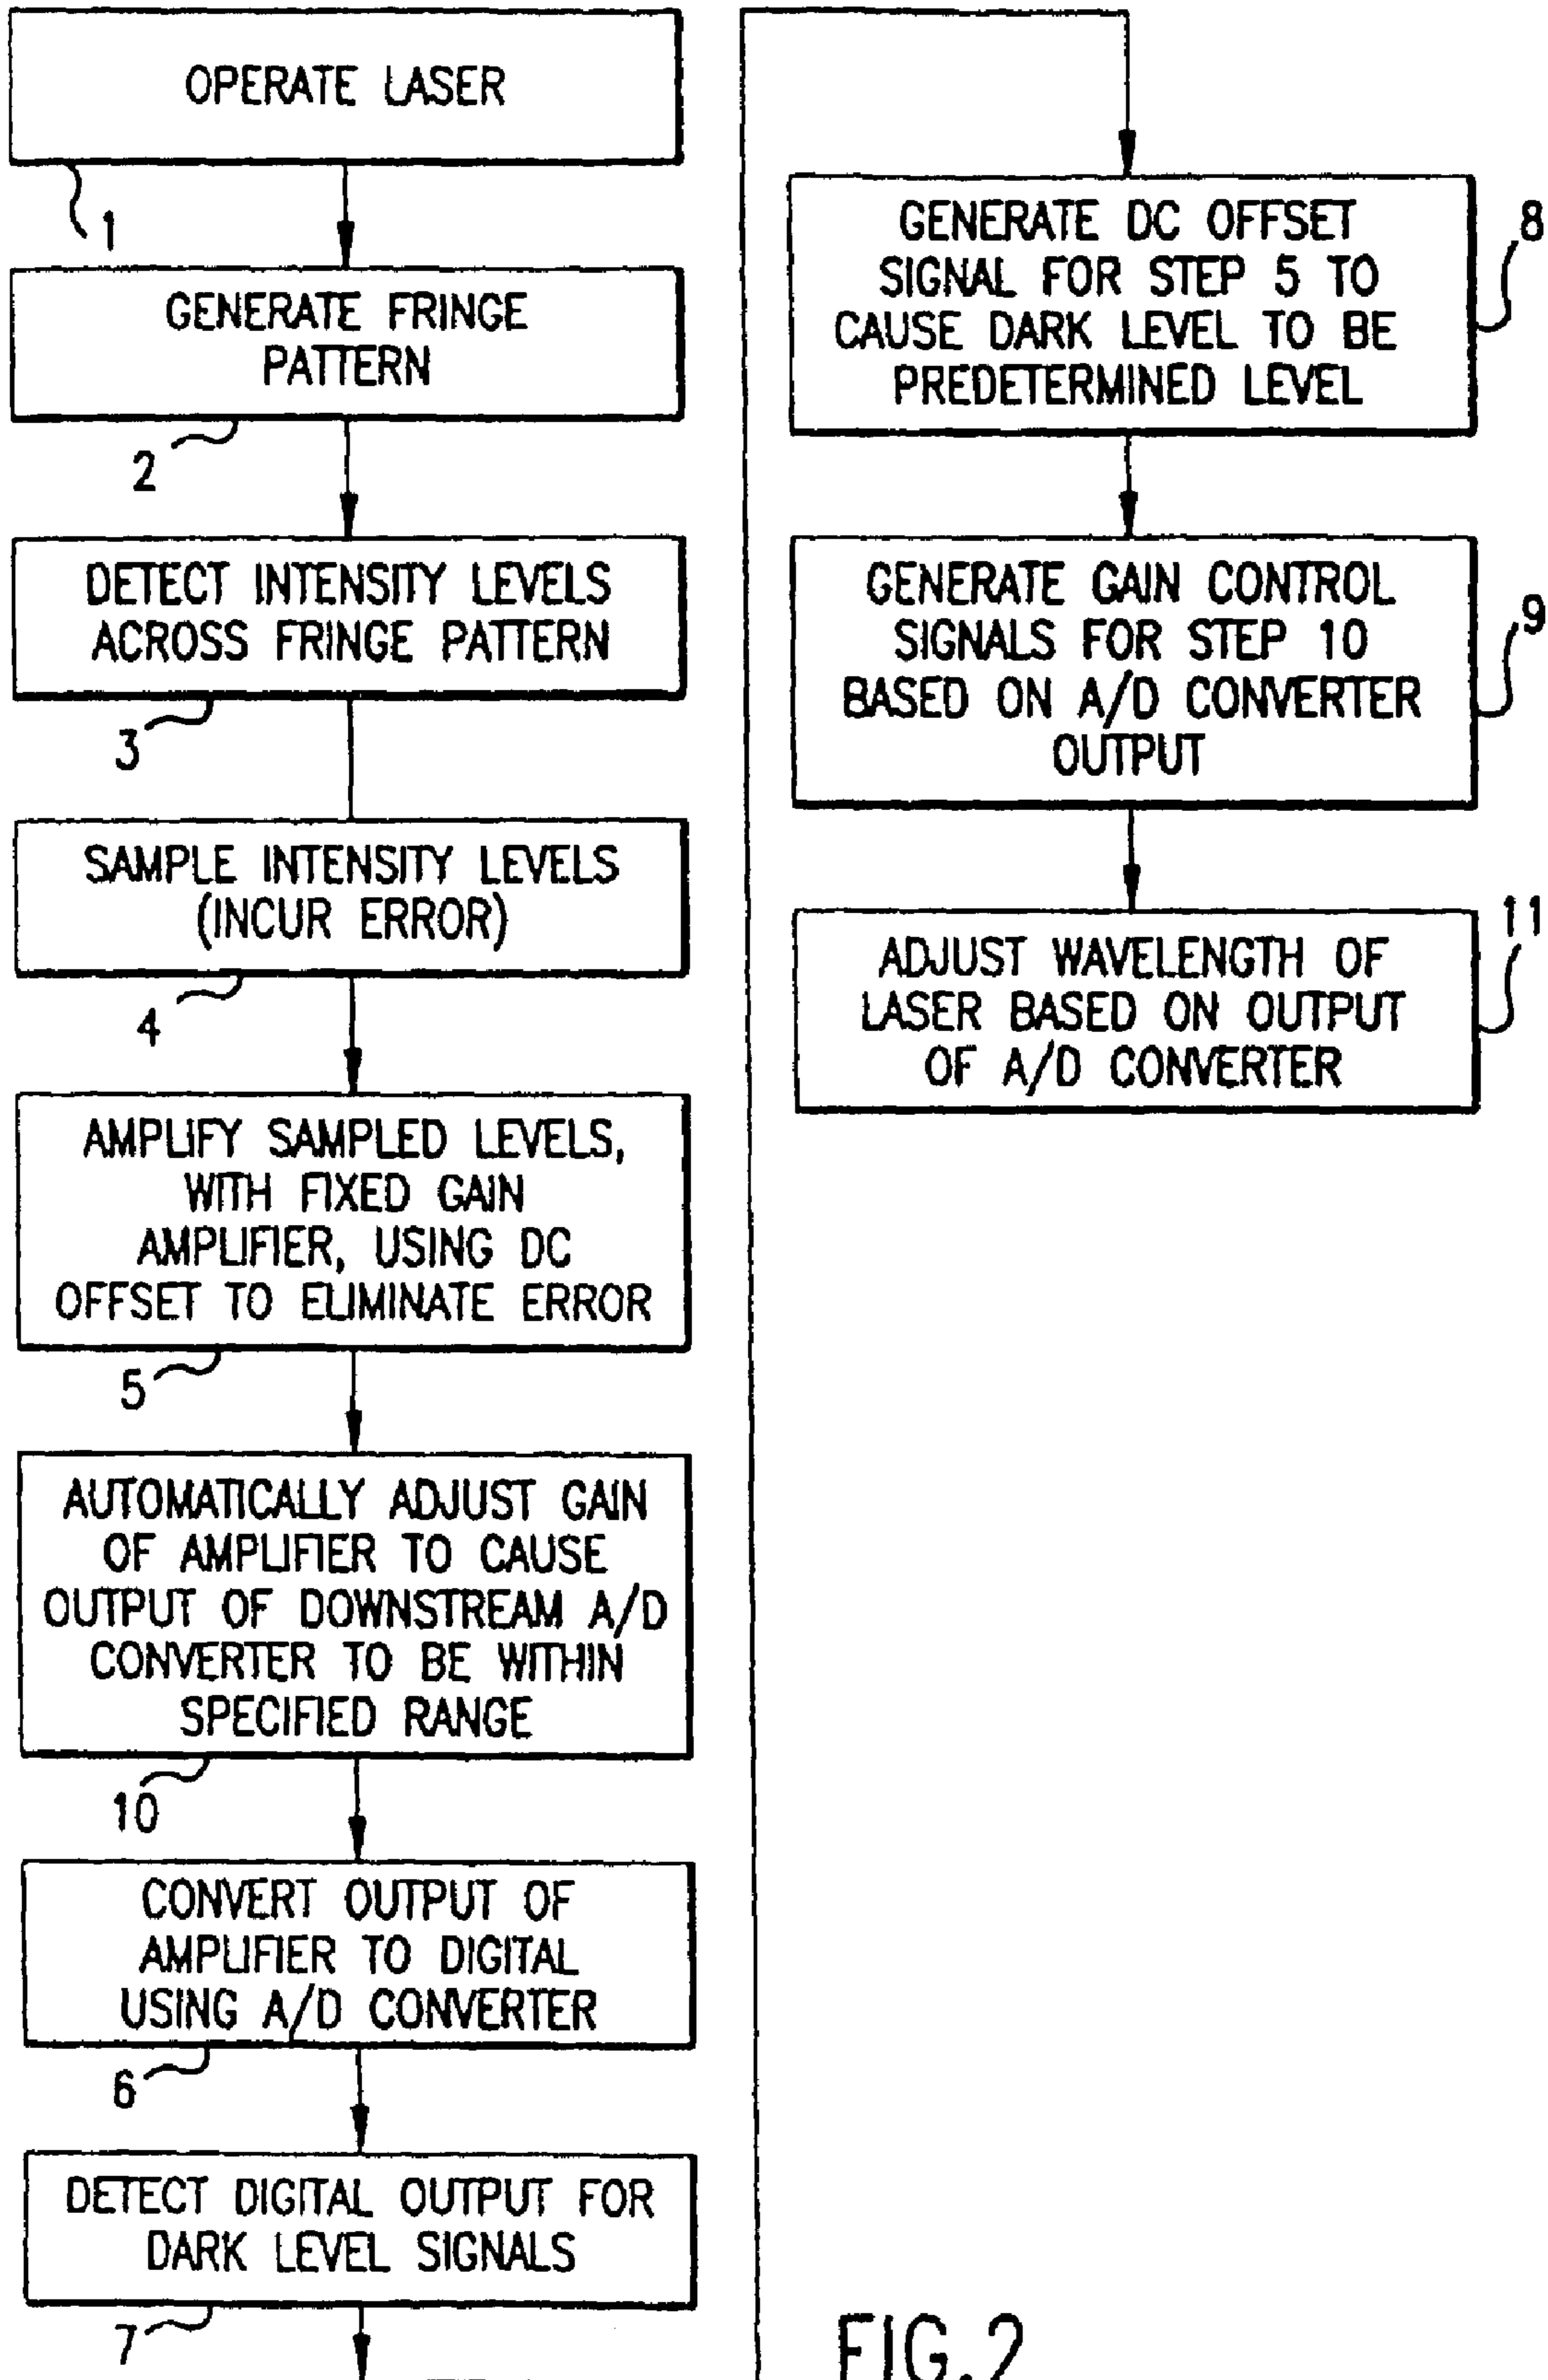 OPERATE LASER
1
GENERATE FRINGE
PATTERN
2
DETECT INTENSITY LEVELS
ACROSS FRINGE PATTERN
3
SAMPLE INTENSITY LEVELS
(INCUR ERROR)
4
AMPLIFY SAMPLED LEVELS,
WITH FIXED GAIN
AMPLIFIER, USING DC
OFFSET TO ELIMINATE ERROR
5
AUTOMATICALLY ADJUST GAIN
OF AMPLIFIER TO CAUSE
OUTPUT OF DOWNSTREAM A/D
CONVERTER TO BE WITHIN
SPECIFIED RANGE
10
CONVERT OUTPUT OF
AMPLIFIER TO DIGITAL
USING A/D CONVERTER
6
DETECT DIGITAL OUTPUT FOR
DARK LEVEL SIGNALS
7
GENERATE DC OFFSET
SIGNAL FOR STEP 5 TO
CAUSE DARK LEVEL TO BE
PREDETERMINED LEVEL
8
GENERATE GAIN CONTROL
SIGNALS FOR STEP 10
BASED ON A/D CONVERTER
OUTPUT
9
ADJUST WAVELENGTH OF
LASER BASED ON OUTPUT
OF A/D CONVERTER
11
FIG.2